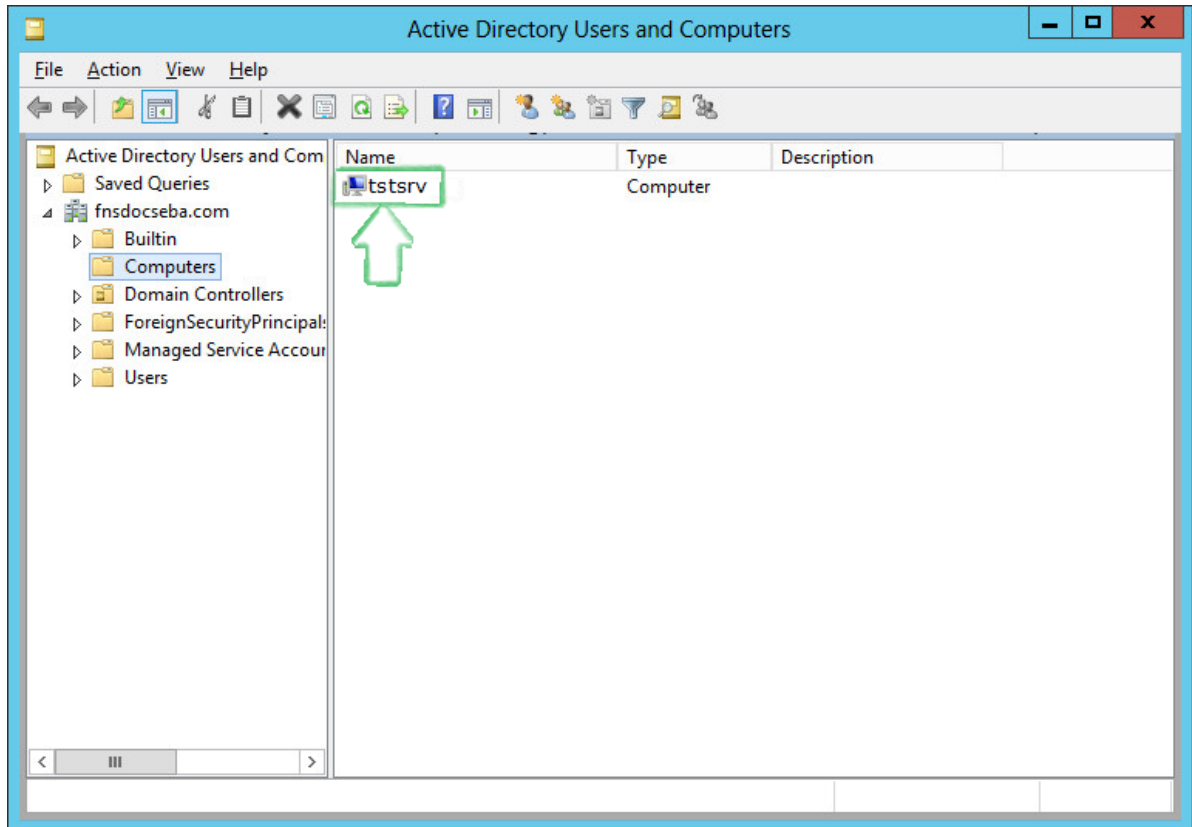 Active Directory Users and Computers
File Action View Help
Active Directory Users and Com
Name Type Description
Saved Queries
tstsrv Computer
fnsdocseba.com
Builtin
Computers
Domain Controllers
ForeignSecurityPrincipals
Managed Service Accour
Users